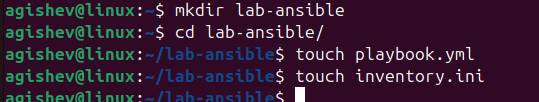 agishev@linux:~$ mkdir lab-ansible
agishev@linux:~$ cd lab-ansible/
agishev@linux:~/lab-ansible$ touch playbook.yml
agishev@linux:~/lab-ansible$ touch inventory.ini
agishev@linux:~/lab-ansible$